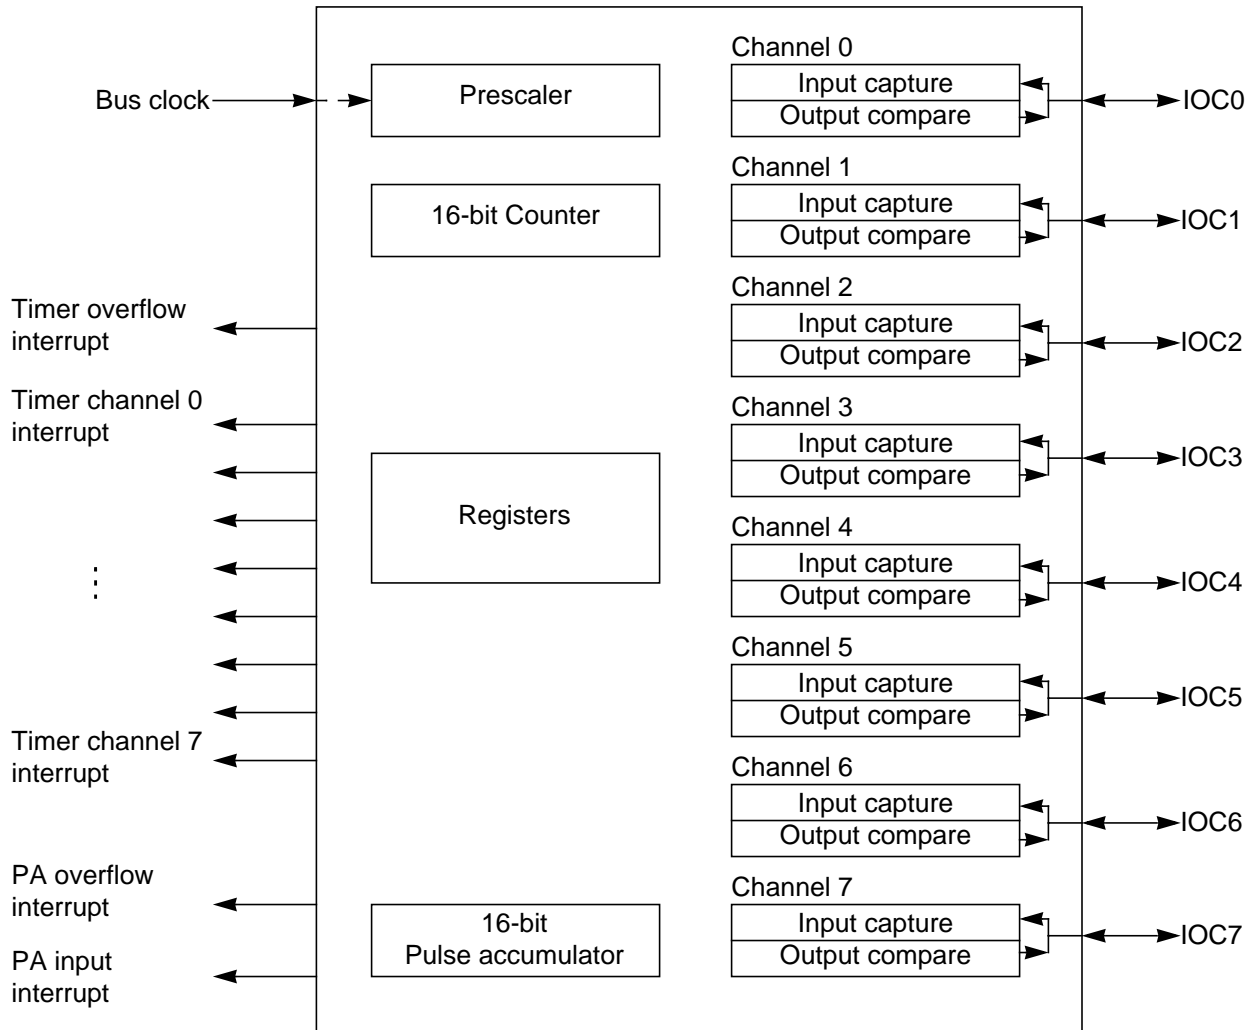 Bus clock
Timer overflow
interrupt
Timer channel 0
interrupt
Timer channel 7
interrupt
PA overflow
interrupt
PA input
interrupt
Prescaler
16-bit Counter
Registers
16-bit
Pulse accumulator
Channel 0
Input capture
Output compare
IOC0
Channel 1
Input capture
Output compare
IOC1
Channel 2
Input capture
Output compare
IOC2
Channel 3
Input capture
Output compare
IOC3
Channel 4
Input capture
Output compare
IOC4
Channel 5
Input capture
Output compare
IOC5
Channel 6
Input capture
Output compare
IOC6
Channel 7
Input capture
Output compare
IOC7